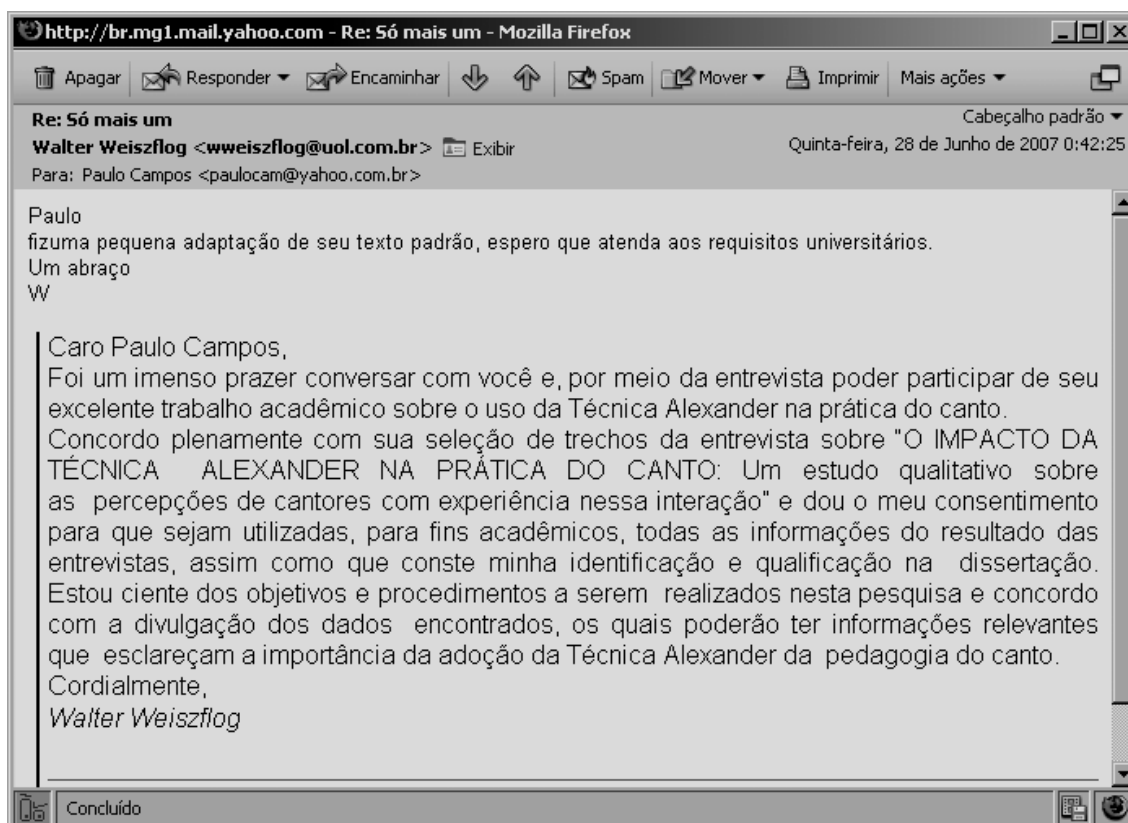 http://br.mg1.mail.yahoo.com - Re: Só mais um - Mozilla Firefox
Apagar Responder Encaminhar Spam Mover Imprimir Mais ações
Re: Só mais um Cabeçalho padrão
Walter Weiszflog <wweiszflog@uol.com.br> Exibir Quinta-feira, 28 de Junho de 2007 0:42:25
Para: Paulo Campos <paulocam@yahoo.com.br>
Paulo
fizuma pequena adaptação de seu texto padrão, espero que atenda aos requisitos universitários.
Um abraço
W
Caro Paulo Campos,
Foi um imenso prazer conversar com você e, por meio da entrevista poder participar de seu
excelente trabalho acadêmico sobre o uso da Técnica Alexander na prática do canto.
Concordo plenamente com sua seleção de trechos da entrevista sobre "O IMPACTO DA
TÉCNICA ALEXANDER NA PRÁTICA DO CANTO: Um estudo qualitativo sobre
as percepções de cantores com experiência nessa interação" e dou o meu consentimento
para que sejam utilizadas, para fins acadêmicos, todas as informações do resultado das
entrevistas, assim como que conste minha identificação e qualificação na dissertação.
Estou ciente dos objetivos e procedimentos a serem realizados nesta pesquisa e concordo
com a divulgação dos dados encontrados, os quais poderão ter informações relevantes
que esclareçam a importância da adoção da Técnica Alexander da pedagogia do canto.
Cordialmente,
Walter Weiszflog
Concluído